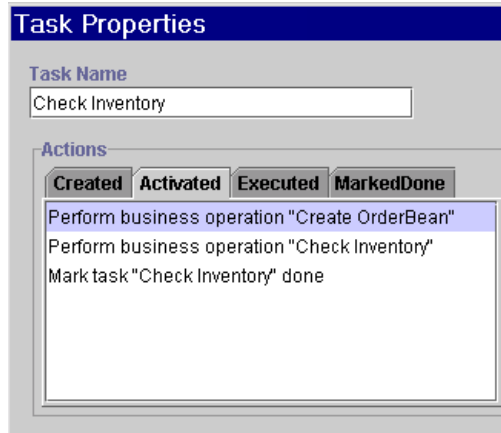 Task Properties
Task Name
Check Inventory
Actions
Created Activated Executed MarkedDone
Perform business operation "Create OrderBean"
Perform business operation "Check Inventory"
Mark task "Check Inventory" done